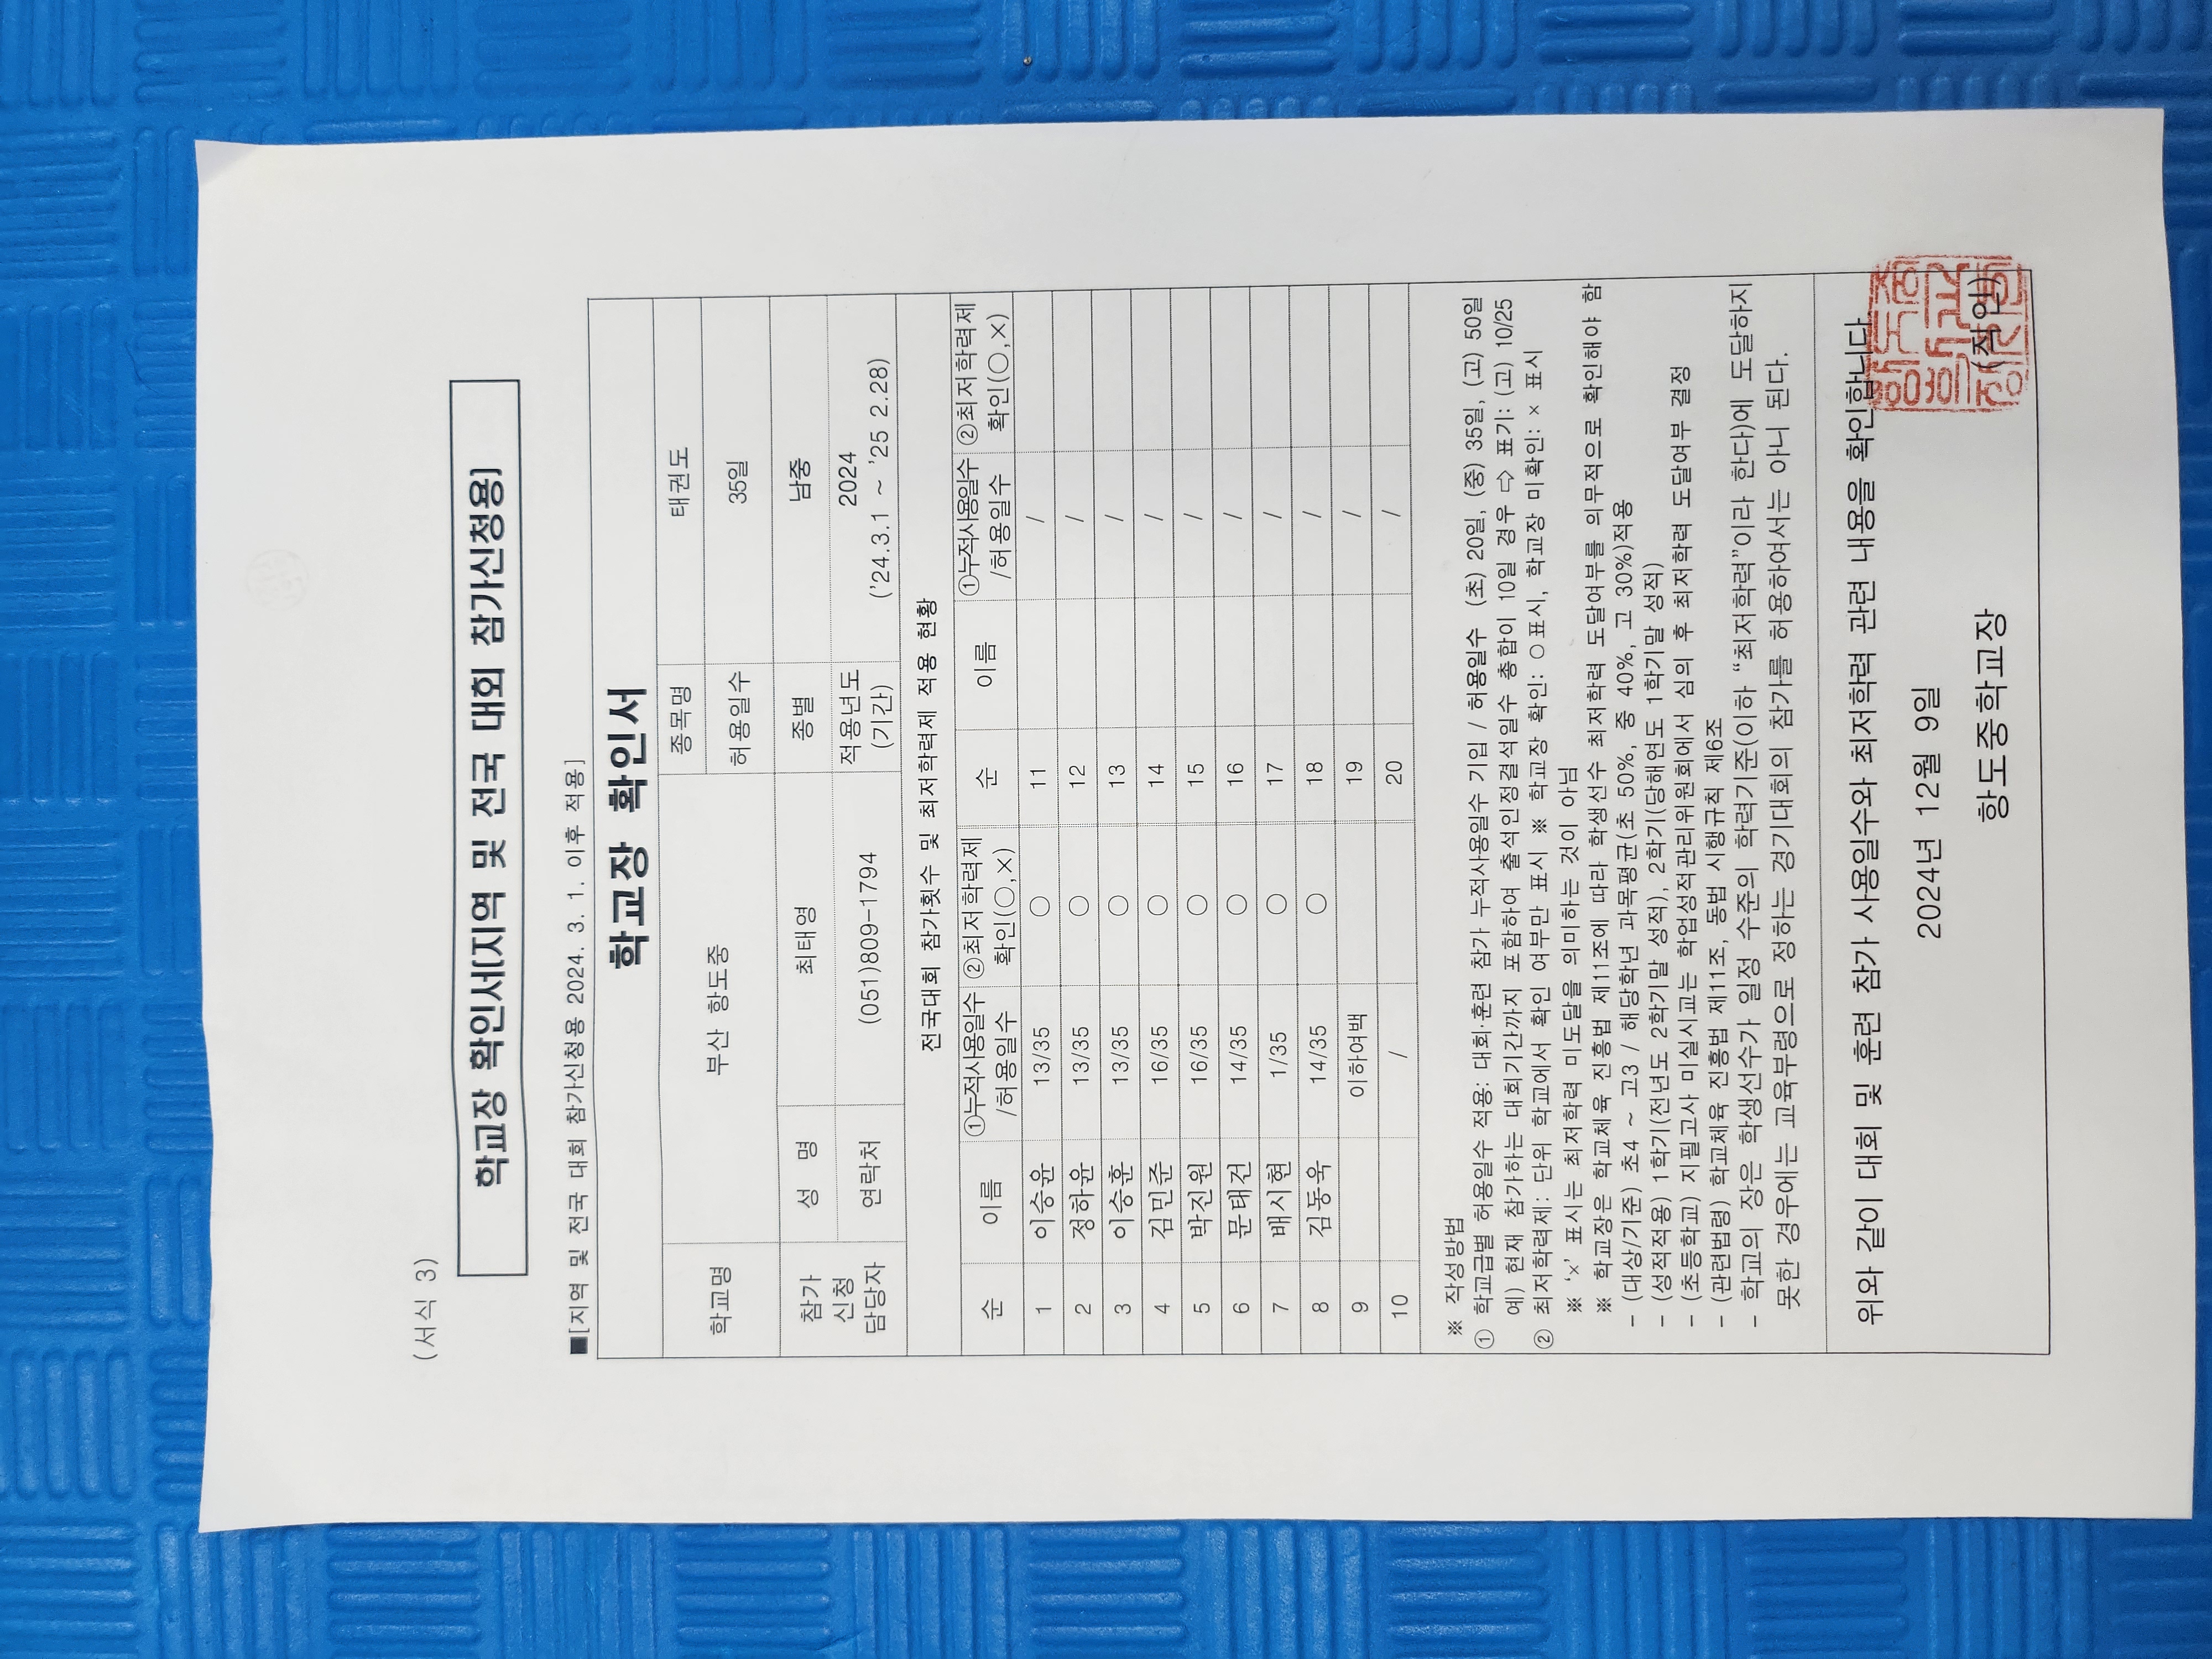 (서식 3)
학교장 확인서(지역 및 전국 대회 참가신청용)
■[지역 및 전국 대회 참가신청용 2024. 3. 1. 이후 적용]
학교장 확인서
학교명 부산 항도중 종목명 태권도
허용일수 35일
참가 신청 담당자 성 명 최태영 종별 남중
연락처 (051)809-1794 적용년도 (기간) 2024 ('24.3.1 ~ '25 2.28)
전국대회 참가횟수 및 최저학력제 적용 현황
순 이름 ①누적사용일수 /허용일수 ②최저학력제 확인(○,×) 순 이름 ①누적사용일수 /허용일수 ②최저학력제 확인(○,×)
1 이승윤 13/35 ○ 11 /
2 정하윤 13/35 ○ 12 /
3 이승훈 13/35 ○ 13 /
4 김민준 16/35 ○ 14 /
5 박진원 16/35 ○ 15 /
6 문태건 14/35 ○ 16 /
7 배시현 1/35 ○ 17 /
8 김동욱 14/35 ○ 18 /
9 이하여백 19 /
10 / 20 /
※ 작성방법
① 학교급별 허용일수 적용: 대회·훈련 참가 누적사용일수 기입 / 허용일수 (초) 20일, (중) 35일, (고) 50일
예) 현재 참가하는 대회기간까지 포함하여 출석인정결석일수 총합이 10일 경우 ⇨ 표기: (고) 10/25
② 최저학력제: 단위 학교에서 확인 여부만 표시 ※ 학교장 확인: ○표시, 학교장 미확인: × 표시
※ '×' 표시는 최저학력 미도달을 의미하는 것이 아님
※ 학교장은 학교체육 진흥법 제11조에 따라 학생선수 최저학력 도달여부를 의무적으로 확인해야 함
- (대상/기준) 초4 ~ 고3 / 해당학년 과목평균(초 50%, 중 40%, 고 30%)적용
- (성적적용) 1학기(전년도 2학기말 성적), 2학기(당해연도 1학기말 성적)
- (초등학교) 지필고사 미실시교는 학업성적관리위원회에서 심의 후 최저학력 도달여부 결정
- (관련법령) 학교체육 진흥법 제11조, 동법 시행규칙 제6조
- 학교의 장은 학생선수가 일정 수준의 학력기준(이하 “최저학력”이라 한다)에 도달하지
못한 경우에는 교육부령으로 정하는 경기대회의 참가를 허용하여서는 아니 된다.
위와 같이 대회 및 훈련 참가 사용일수와 최저학력 관련 내용을 확인합니다.
2024년 12월 9일
항도중학교장 (직인)